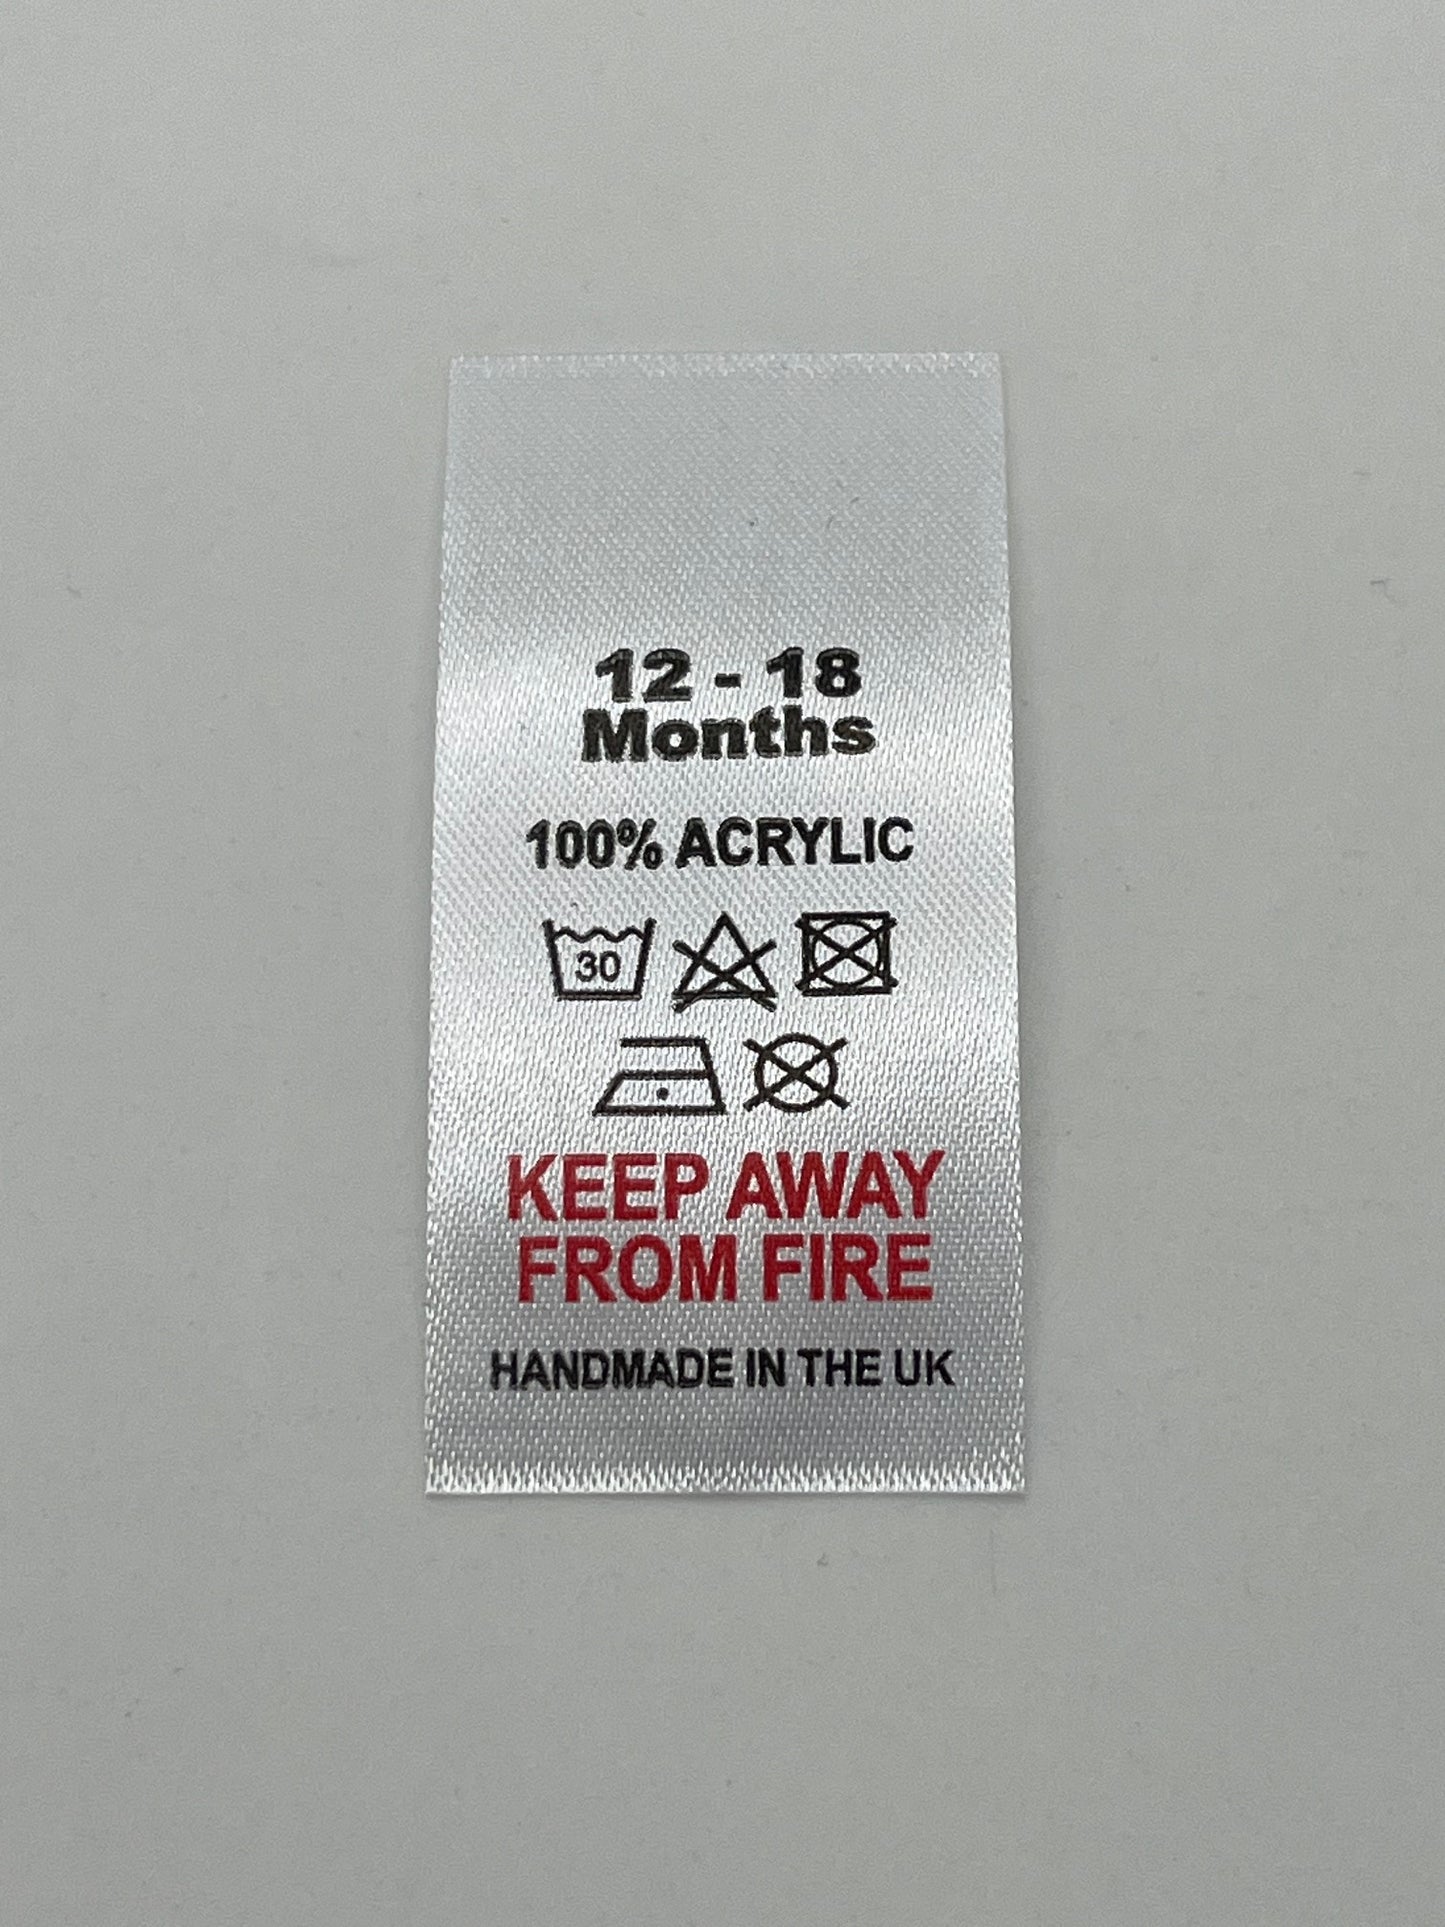 12 - 18
Months
100% ACRYLIC
30
KEEP AWAY
FROM FIRE
HANDMADE IN THE UK